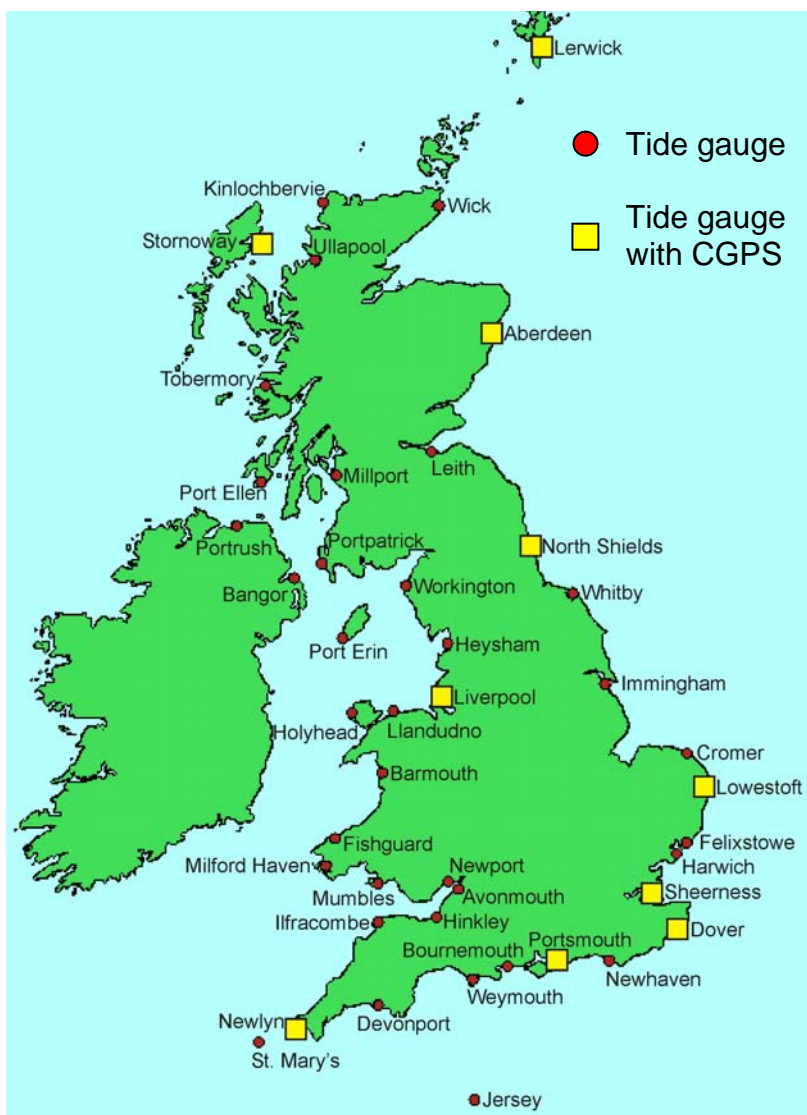 Lerwick
Tide gauge
Kinlochbervie
Wick
Tide gauge
with CGPS
Stornoway
Ullapool
Aberdeen
Tobermory
Leith
Millport
Port Ellen
Portrush
Portpatrick
North Shields
Bangor
Workington
Whitby
Port Erin
Heysham
Immingham
Liverpool
Holyhead
Llandudno
Cromer
Barmouth
Lowestoft
Fishguard
Felixstowe
Harwich
Milford Haven
Newport
Mumbles
Avonmouth
Sheerness
Ilfracombe
Hinkley
Dover
Portsmouth
Bournemouth
Newhaven
Weymouth
Newlyn
Devonport
St. Mary's
Jersey